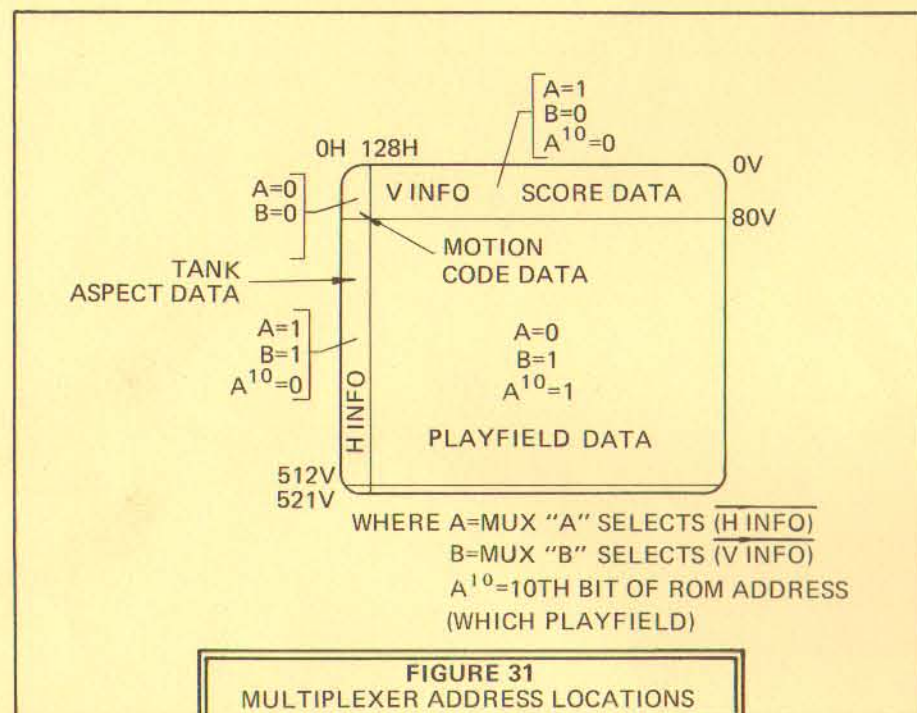 A=1
B=0
A¹⁰=0
0H 128H
0V
A=0
B=0
V INFO SCORE DATA
80V
MOTION
CODE DATA
TANK
ASPECT DATA
A=1
B=1
A¹⁰=0
A=0
B=1
A¹⁰=1
H INFO
PLAYFIELD DATA
512V
521V
WHERE A=MUX "A" SELECTS (H INFO)
B=MUX "B" SELECTS (V INFO)
A¹⁰=10TH BIT OF ROM ADDRESS
(WHICH PLAYFIELD)
FIGURE 31
MULTIPLEXER ADDRESS LOCATIONS